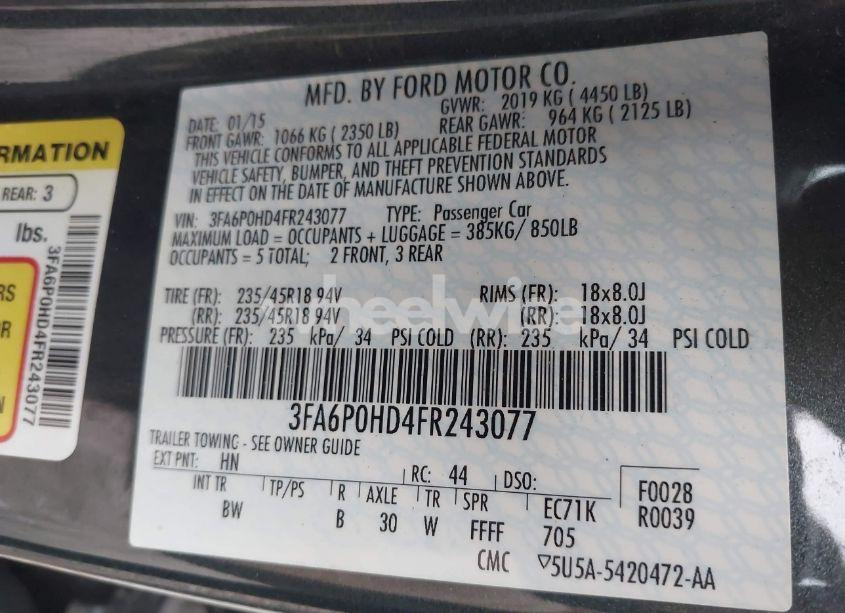 MFD. BY FORD MOTOR CO.
DATE: 01/15 GVWR: 2019 KG ( 4450 LB)
FRONT GAWR: 1066 KG ( 2350 LB) REAR GAWR: 964 KG ( 2125 LB)
THIS VEHICLE CONFORMS TO ALL APPLICABLE FEDERAL MOTOR
VEHICLE SAFETY, BUMPER, AND THEFT PREVENTION STANDARDS
IN EFFECT ON THE DATE OF MANUFACTURE SHOWN ABOVE.
VIN: 3FA6P0HD4FR243077 TYPE: Passenger Car
MAXIMUM LOAD = OCCUPANTS + LUGGAGE = 385KG/ 850LB
OCCUPANTS = 5 TOTAL; 2 FRONT, 3 REAR
TIRE (FR): 235/45R18 94V RIMS (FR): 18x8.0J
(RR): 235/45R18 94V (RR): 18x8.0J
PRESSURE (FR): 235 kPa/ 34 PSI COLD (RR): 235 kPa/ 34 PSI COLD
3FA6P0HD4FR243077
TRAILER TOWING - SEE OWNER GUIDE
EXT PNT: HN RC: 44 DSO: F0028
INT TR TP/PS R AXLE TR SPR EC71K R0039
BW B 30 W FFFF 705
CMC 5U5A-5420472-AA
RMATION
REAR: 3
lbs.
3FA6P0HD4FR243077
RS
UR
N
wheelwire